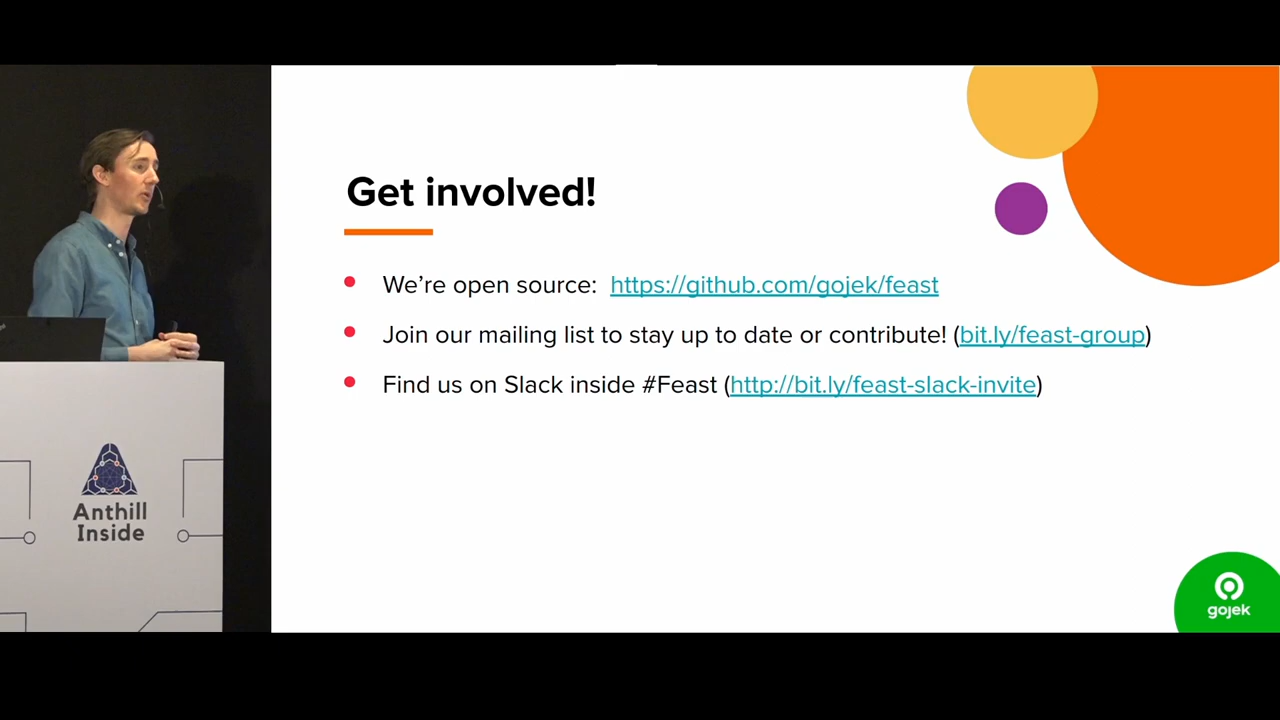 Get involved!
We’re open source: https://github.com/gojek/feast
Join our mailing list to stay up to date or contribute! (bit.ly/feast-group)
Find us on Slack inside #Feast (http://bit.ly/feast-slack-invite)
Anthill
Inside
gojek